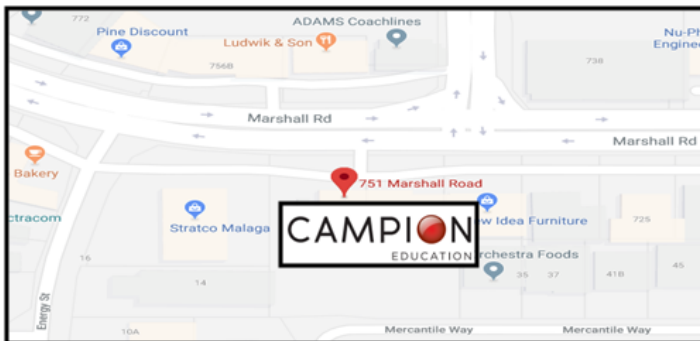 772
ADAMS Coachlines
Pine Discount
Ludwik & Son
Nu-Ph
Engineer
756B
738
Marshall Rd
Marshall Rd
Bakery
751 Marshall Road
ctracom
Stratco Malaga
CAMPION
EDUCATION
ew Idea Furniture
725
16
14
rchestra Foods
35
37
41B
45
Energy St
10A
Mercantile Way
Mercantile Way